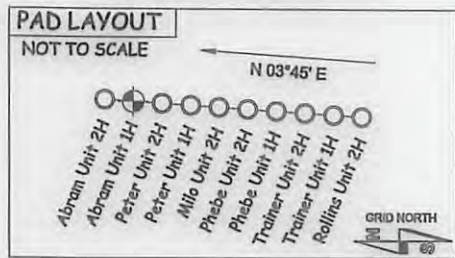 PAD LAYOUT
NOT TO SCALE
N 03°45' E
Abram Unit 2H
Abram Unit 1H
Peter Unit 2H
Peter Unit 1H
Milo Unit 2H
Phebe Unit 2H
Phebe Unit 1H
Trainer Unit 2H
Trainer Unit 1H
Rollins Unit 2H
GRID NORTH
N